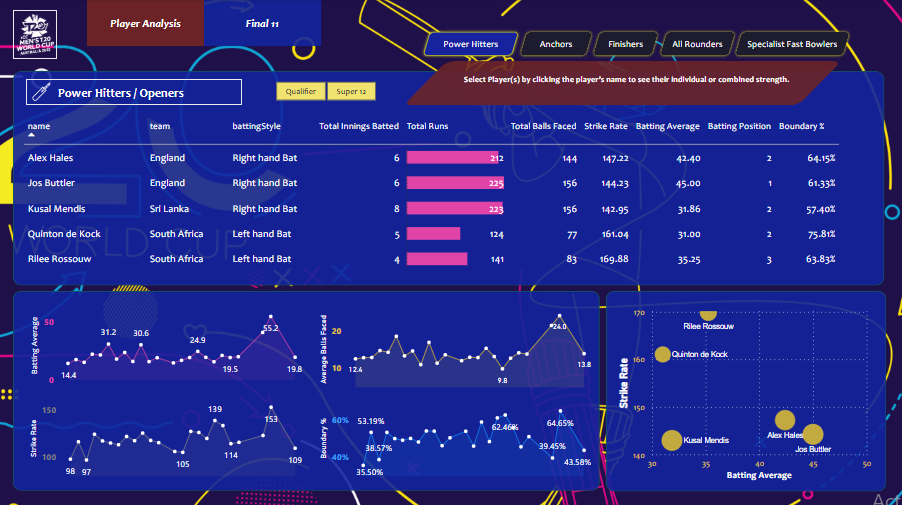 Player Analysis
Final 11
ICC
MEN'S T20
WORLD CUP
AUSTRALIA 2022
Power Hitters
Anchors
Finishers
All Rounders
Specialist Fast Bowlers
Select Player(s) by clicking the player's name to see their individual or combined strength.
Power Hitters / Openers
Qualifier
Super 12
name team battingStyle Total Innings Batted Total Runs Total Balls Faced Strike Rate Batting Average Batting Position Boundary %
Alex Hales England Right hand Bat 6 212 144 147.22 42.40 2 64.15%
Jos Buttler England Right hand Bat 6 225 156 144.23 45.00 1 61.33%
Kusal Mendis Sri Lanka Right hand Bat 8 223 156 142.95 31.86 2 57.40%
Quinton de Kock South Africa Left hand Bat 5 124 77 161.04 31.00 2 75.81%
Rilee Rossouw South Africa Left hand Bat 4 141 83 169.88 35.25 3 63.83%
WORLD CUP
Batting Average
50
0
14.4
31.2
30.6
24.9
19.5
55.2
19.8
Average Balls Faced
20
10
12.6
9.8
24.0
13.8
Strike Rate
150
100
98
97
105
139
114
153
109
Boundary %
60%
40%
53.19%
38.57%
35.50%
62.46%
64.65%
39.45%
43.58%
Strike Rate
170
160
150
140
Rilee Rossouw
Quinton de Kock
Alex Hales
Kusal Mendis
Jos Buttler
30 35 40 45 50
Batting Average